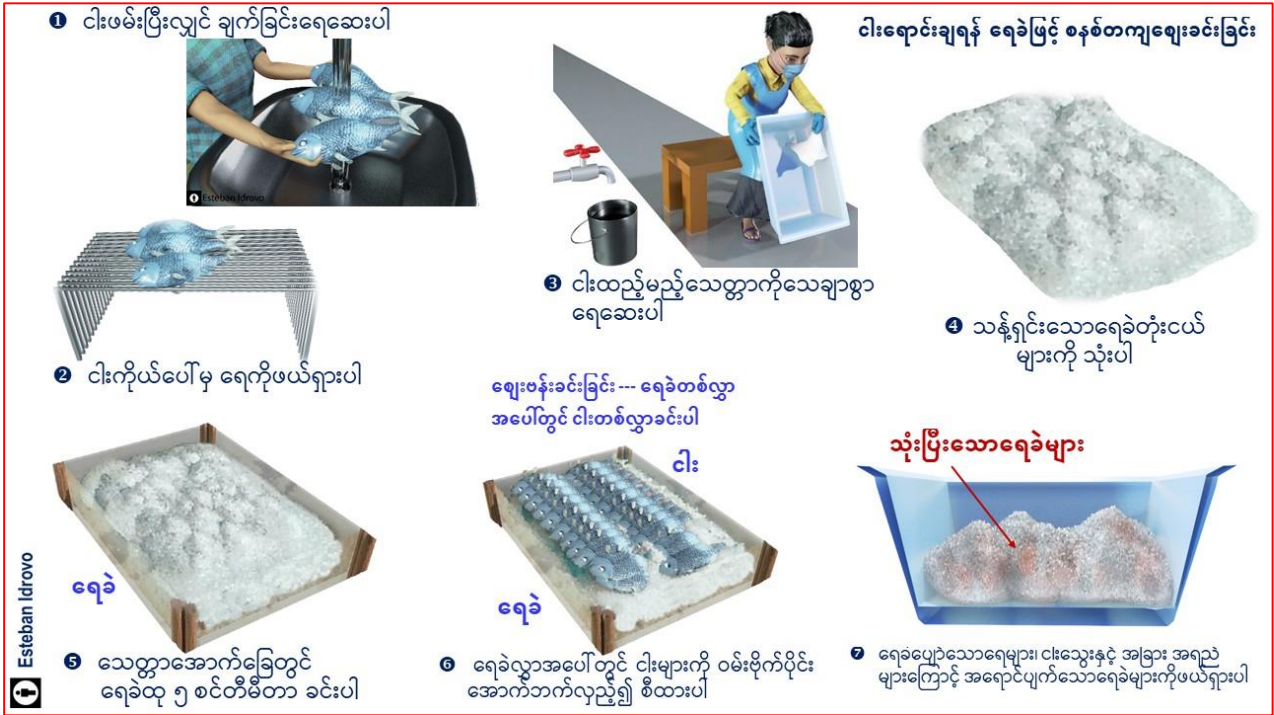 ❶ ငါးဖမ်းပြီးလျှင် ချက်ခြင်းရေဆေးပါ
ငါးရောင်းချရန် ရေခဲဖြင့် စနစ်တကျဈေးခင်းခြင်း
Esteban Idrovo
❷ ငါးကိုယ်ပေါ်မှ ရေကိုဖယ်ရှားပါ
❸ ငါးထည့်မည့်သေတ္တာကိုသေချာစွာ
ရေဆေးပါ
❹ သန့်ရှင်းသောရေခဲတုံးငယ်
များကို သုံးပါ
ဈေးဗန်းခင်းခြင်း --- ရေခဲတစ်လွှာ
အပေါ်တွင် ငါးတစ်လွှာခင်းပါ
ရေခဲ
❺ သေတ္တာအောက်ခြေတွင်
ရေခဲထု ၅ စင်တီမီတာ ခင်းပါ
ငါး
ရေခဲ
❻ ရေခဲလွှာအပေါ်တွင် ငါးများကို ဝမ်းဗိုက်ပိုင်း
အောက်ဘက်လှည့်၍ စီထားပါ
သုံးပြီးသောရေခဲများ
❼ ရေခဲပျော်သောရေများ၊ ငါးသွေးနှင့် အခြား အရည်
များကြောင့် အရောင်ပျက်သောရေခဲများကိုဖယ်ရှားပါ
Esteban Idrovo